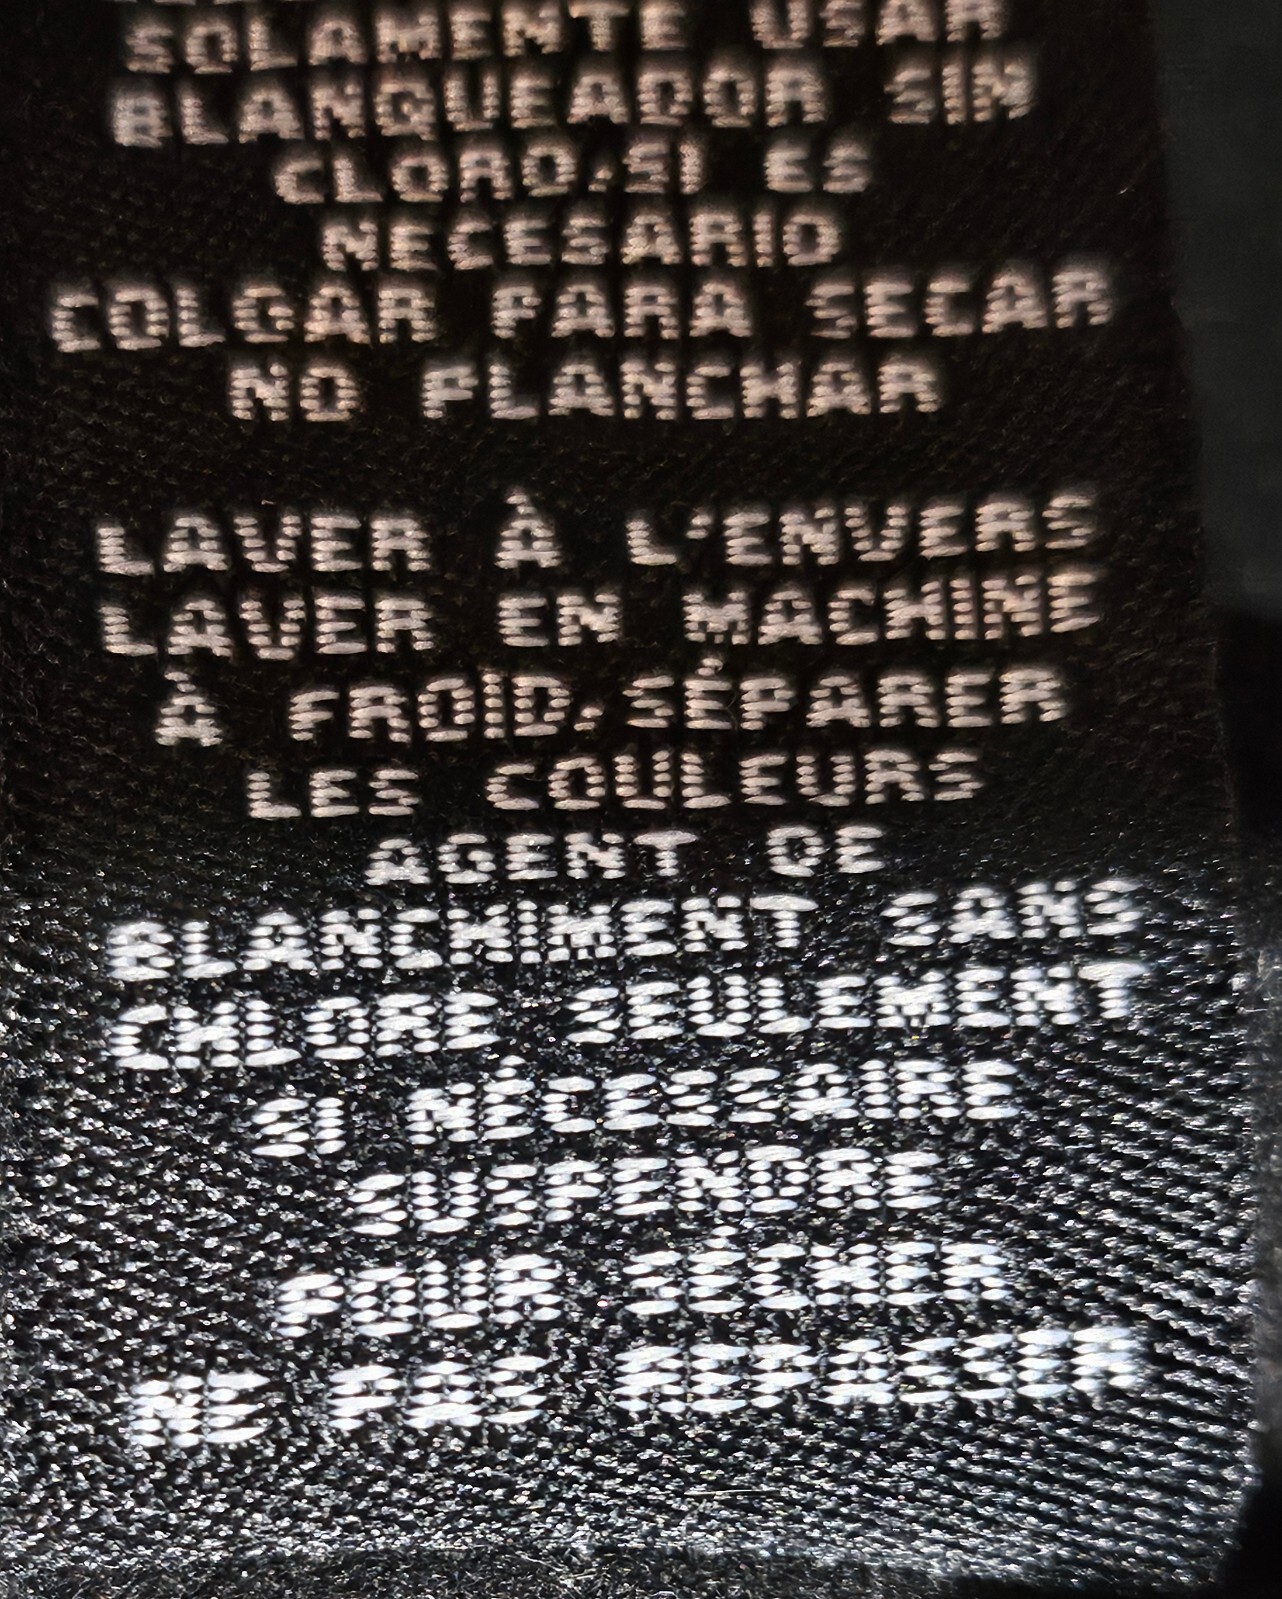 SOLAMENTE USAR
BLANQUEADOR SIN
CLORO,SI ES
NECESARIO
COLGAR PARA SECAR
NO PLANCHAR
LAVER À L'ENVERS
LAVER EN MACHINE
À FROID,SÉPARER
LES COULEURS
AGENT DE
BLANCHIMENT SANS
CHLORE SEULEMENT
SI NÉCESSAIRE
SUSPENDRE
POUR SÉCHER
NE PAS REPASSER